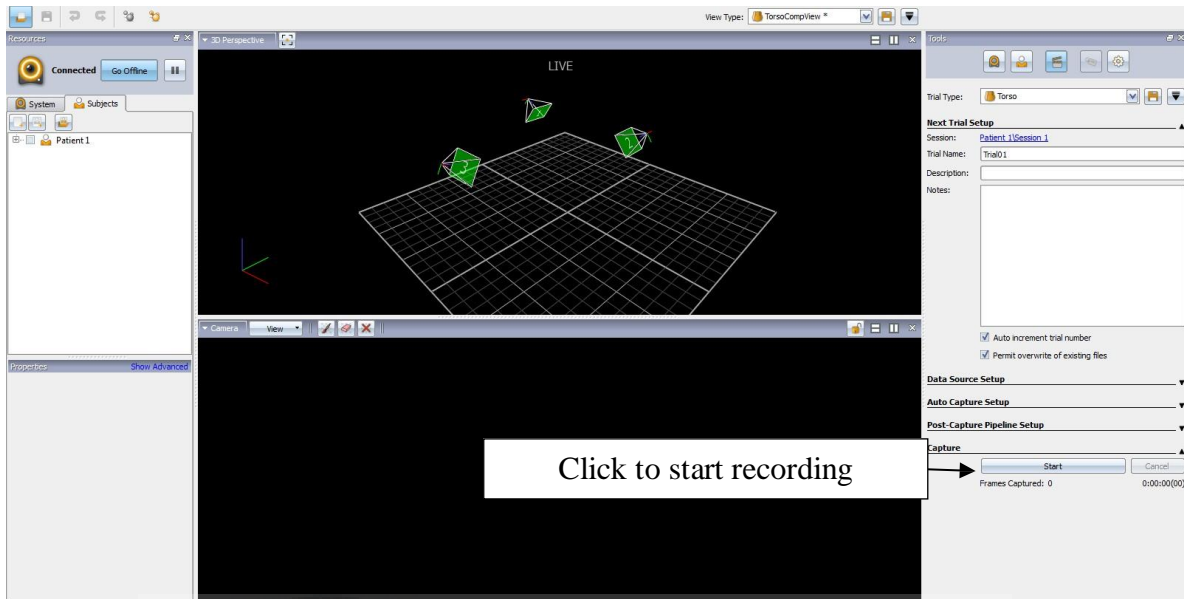 View Type: TorsoCompView *
Resources
Connected Go Offline
System Subjects
Patient 1
Properties Show Advanced
3D Perspective
LIVE
2
3
Camera View
Click to start recording
Tools
Trial Type: Torso
Next Trial Setup
Session: Patient 1\Session 1
Trial Name: Trial01
Description:
Notes:
Auto increment trial number
Permit overwrite of existing files
Data Source Setup
Auto Capture Setup
Post-Capture Pipeline Setup
Capture
Start Cancel
Frames Captured: 0 0:00:00(00)